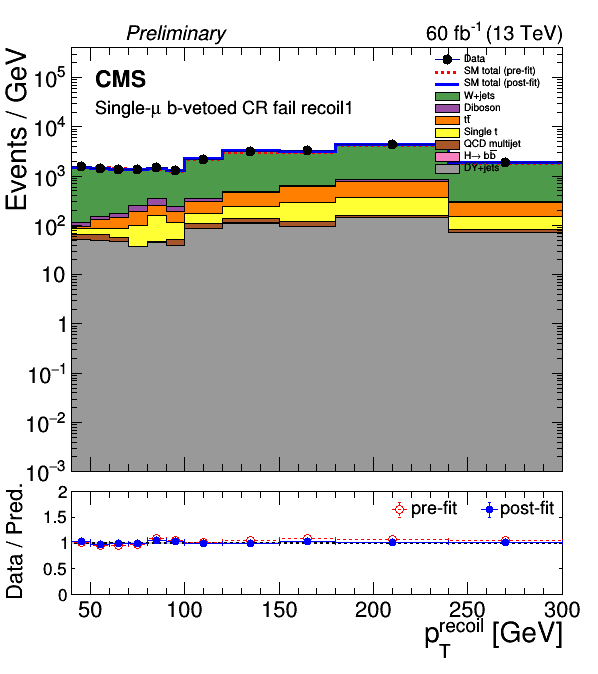 Preliminary
60 fb⁻¹ (13 TeV)
Events / GeV
CMS
Single-μ b-vetoed CR fail recoil1
Data
SM total (pre-fit)
SM total (post-fit)
W+jets
Diboson
tt̅
Single t
QCD multijet
H→ bb̅
DY+jets
10⁵
10⁴
10³
10²
10
1
10⁻¹
10⁻²
10⁻³
Data / Pred.
pre-fit
post-fit
2
1.5
1
0.5
0
50 100 150 200 250 300
p_T^recoil [GeV]